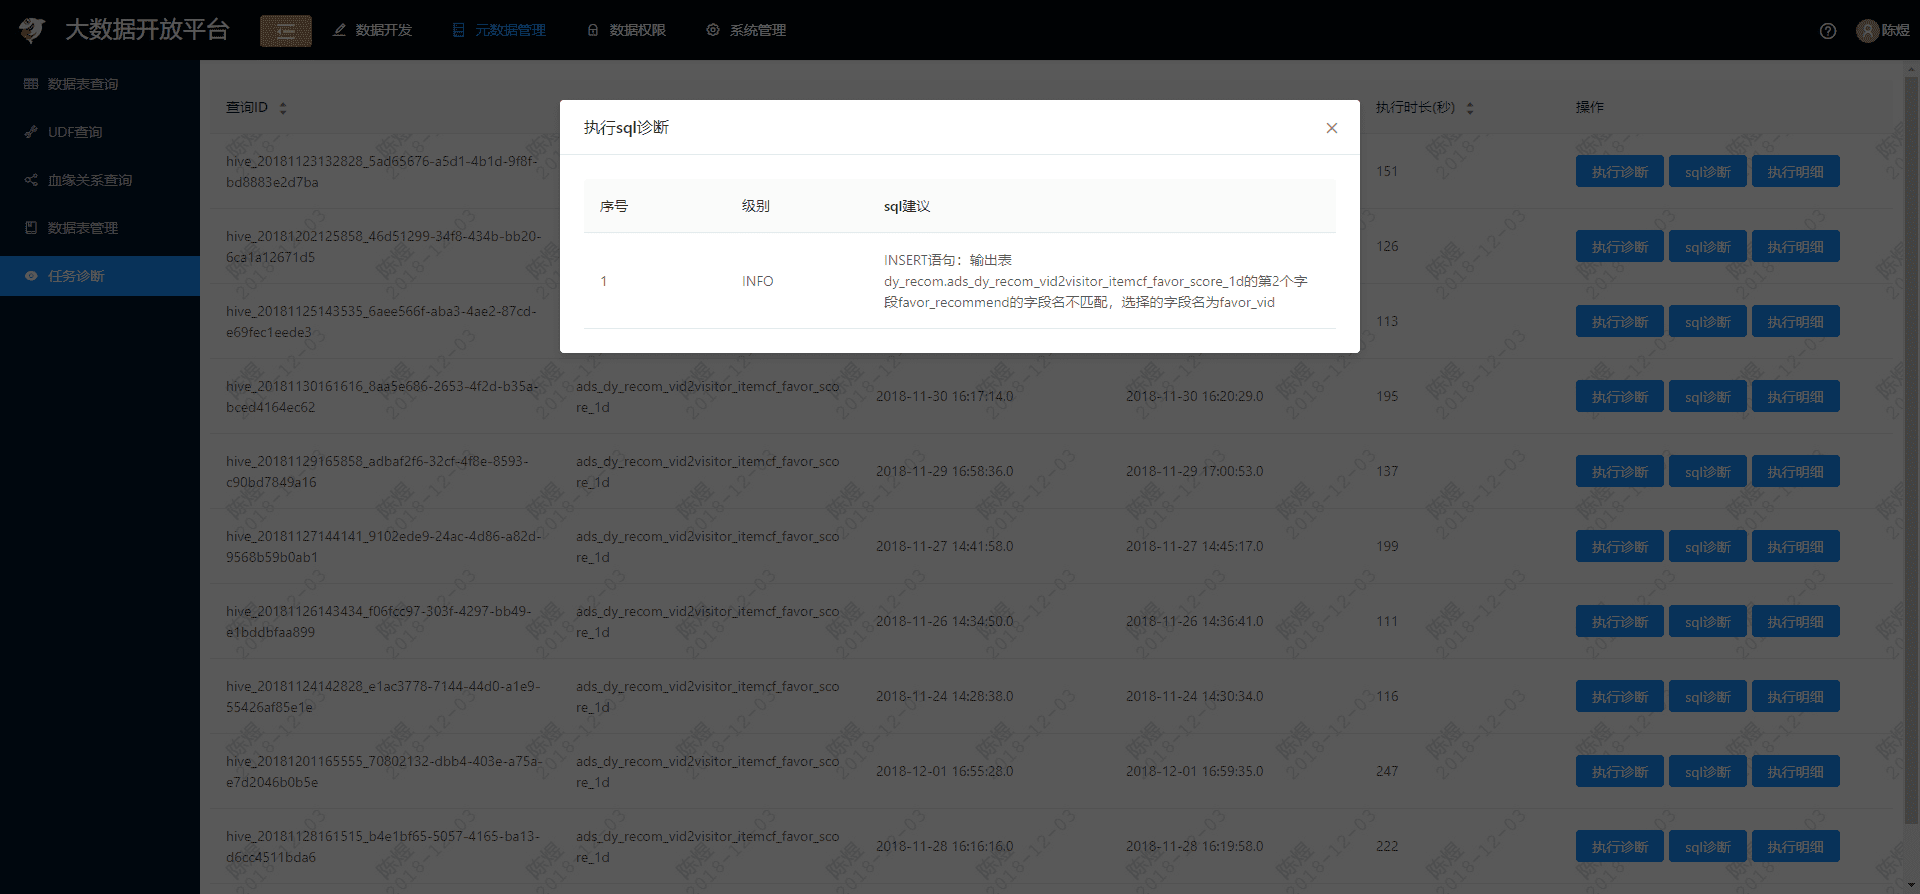 大数据开放平台
数据开发
元数据管理
数据权限
系统管理
陈煜
数据表查询
UDF查询
血缘关系查询
数据表管理
任务诊断
查询ID
执行时长(秒)
操作
执行sql诊断
序号 级别 sql建议
1 INFO
INSERT语句：输出表
dy_recom.ads_dy_recom_vid2visitor_itemcf_favor_score_1d的第2个字
段favor_recommend的字段名不匹配，选择的字段名为favor_vid
hive_20181123132828_5ad65676-a5d1-4b1d-9f8f-
bd8883e2d7ba
151
执行诊断 sql诊断 执行明细
hive_20181202125858_46d51299-34f8-434b-bb20-
6ca1a12671d5
126
执行诊断 sql诊断 执行明细
hive_20181125143535_6aee566f-aba3-4ae2-87cd-
e69fec1eede3
113
执行诊断 sql诊断 执行明细
hive_20181130161616_8aa5e686-2653-4f2d-b35a-
bced4164ec62
ads_dy_recom_vid2visitor_itemcf_favor_sco
re_1d
2018-11-30 16:17:14.0
2018-11-30 16:20:29.0
195
执行诊断 sql诊断 执行明细
hive_20181129165858_adbaf2f6-32cf-4f8e-8593-
c90bd7849a16
ads_dy_recom_vid2visitor_itemcf_favor_sco
re_1d
2018-11-29 16:58:36.0
2018-11-29 17:00:53.0
137
执行诊断 sql诊断 执行明细
hive_20181127144141_9102ede9-24ac-4d86-a82d-
9568b59b0ab1
ads_dy_recom_vid2visitor_itemcf_favor_sco
re_1d
2018-11-27 14:41:58.0
2018-11-27 14:45:17.0
199
执行诊断 sql诊断 执行明细
hive_20181126143434_f06fcc97-303f-4297-bb49-
e1bddbfaa899
ads_dy_recom_vid2visitor_itemcf_favor_sco
re_1d
2018-11-26 14:34:50.0
2018-11-26 14:36:41.0
111
执行诊断 sql诊断 执行明细
hive_20181124142828_e1ac3778-7144-44d0-a1e9-
55426af85e1e
ads_dy_recom_vid2visitor_itemcf_favor_sco
re_1d
2018-11-24 14:28:38.0
2018-11-24 14:30:34.0
116
执行诊断 sql诊断 执行明细
hive_20181201165555_70802132-dbb4-403e-a75a-
e7d2046b0b5e
ads_dy_recom_vid2visitor_itemcf_favor_sco
re_1d
2018-12-01 16:55:28.0
2018-12-01 16:59:35.0
247
执行诊断 sql诊断 执行明细
hive_20181128161515_b4e1bf65-5057-4165-ba13-
d6cc4511bda6
ads_dy_recom_vid2visitor_itemcf_favor_sco
re_1d
2018-11-28 16:16:16.0
2018-11-28 16:19:58.0
222
执行诊断 sql诊断 执行明细
陈煜
2018-12-03